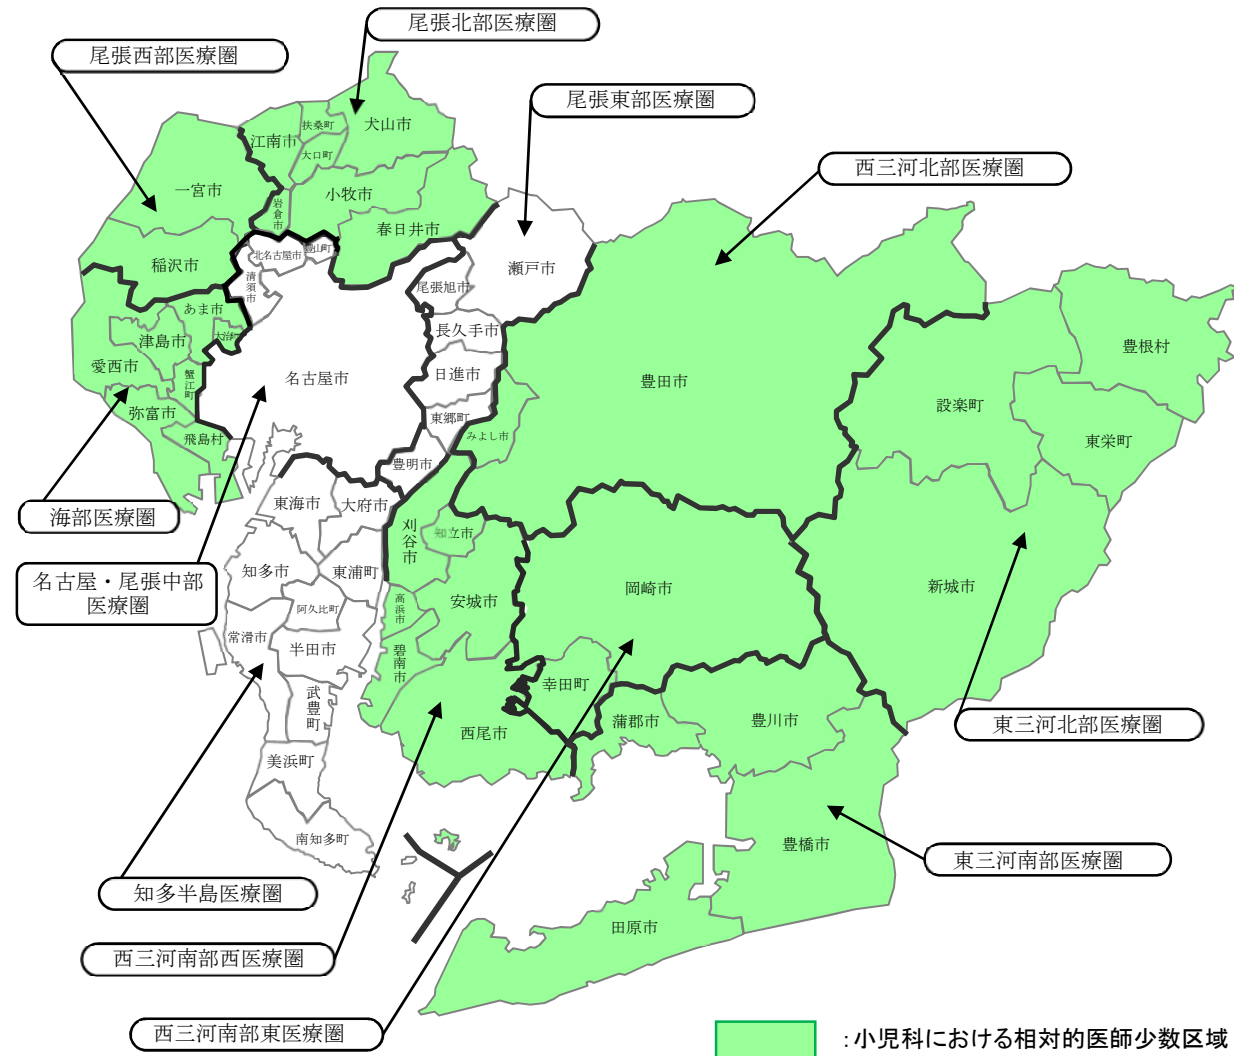 尾張北部医療圏
尾張西部医療圏
尾張東部医療圏
西三河北部医療圏
扶桑町
犬山市
江南市
大口町
一宮市
小牧市
岩倉市
春日井市
稲沢市
北名古屋市
豊山町
瀬戸市
清須市
尾張旭市
あま市
長久手市
津島市
大治町
豊根村
愛西市
蟹江町
名古屋市
日進市
豊田市
設楽町
弥富市
東郷町
みよし市
東栄町
飛島村
豊明市
海部医療圏
東海市
大府市
刈谷市
知立市
名古屋・尾張中部
医療圏
知多市
東浦町
岡崎市
新城市
阿久比町
高浜市
安城市
常滑市
半田市
碧南市
幸田町
武豊町
西尾市
蒲郡市
豊川市
東三河北部医療圏
美浜町
南知多町
豊橋市
東三河南部医療圏
知多半島医療圏
田原市
西三河南部西医療圏
西三河南部東医療圏
:小児科における相対的医師少数区域